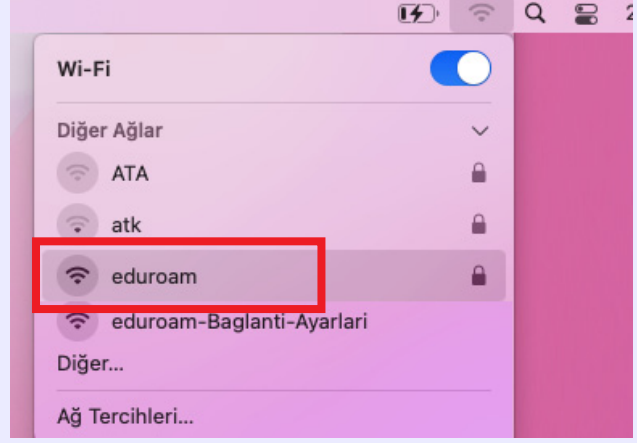 Wi-Fi
Diğer Ağlar
ATA
atk
eduroam
eduroam-Baglanti-Ayarlari
Diğer...
Ağ Tercihleri...